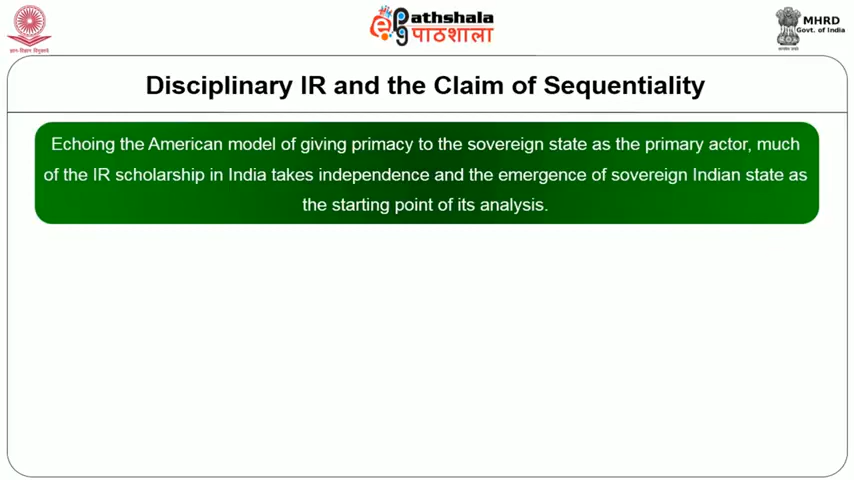 ePathshala
पाठशाला
MHRD
Govt. of India
Disciplinary IR and the Claim of Sequentiality
Echoing the American model of giving primacy to the sovereign state as the primary actor, much
of the IR scholarship in India takes independence and the emergence of sovereign Indian state as
the starting point of its analysis.